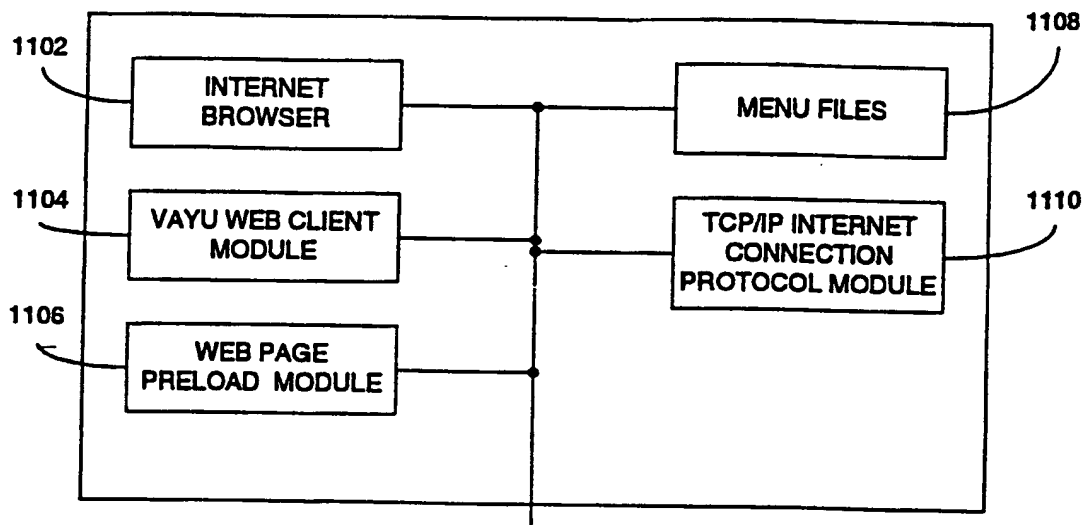 1102
INTERNET
BROWSER
1108
MENU FILES
1104
VAYU WEB CLIENT
MODULE
1110
TCP/IP INTERNET
CONNECTION
PROTOCOL MODULE
1106
WEB PAGE
PRELOAD MODULE